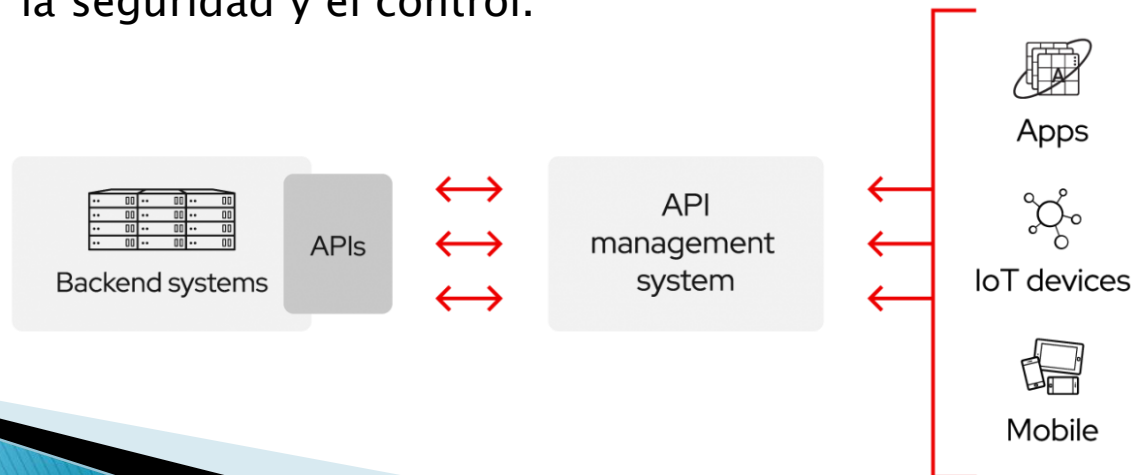 la seguridad y el control.
Backend systems
APIs
API
management
system
A
Apps
IoT devices
Mobile